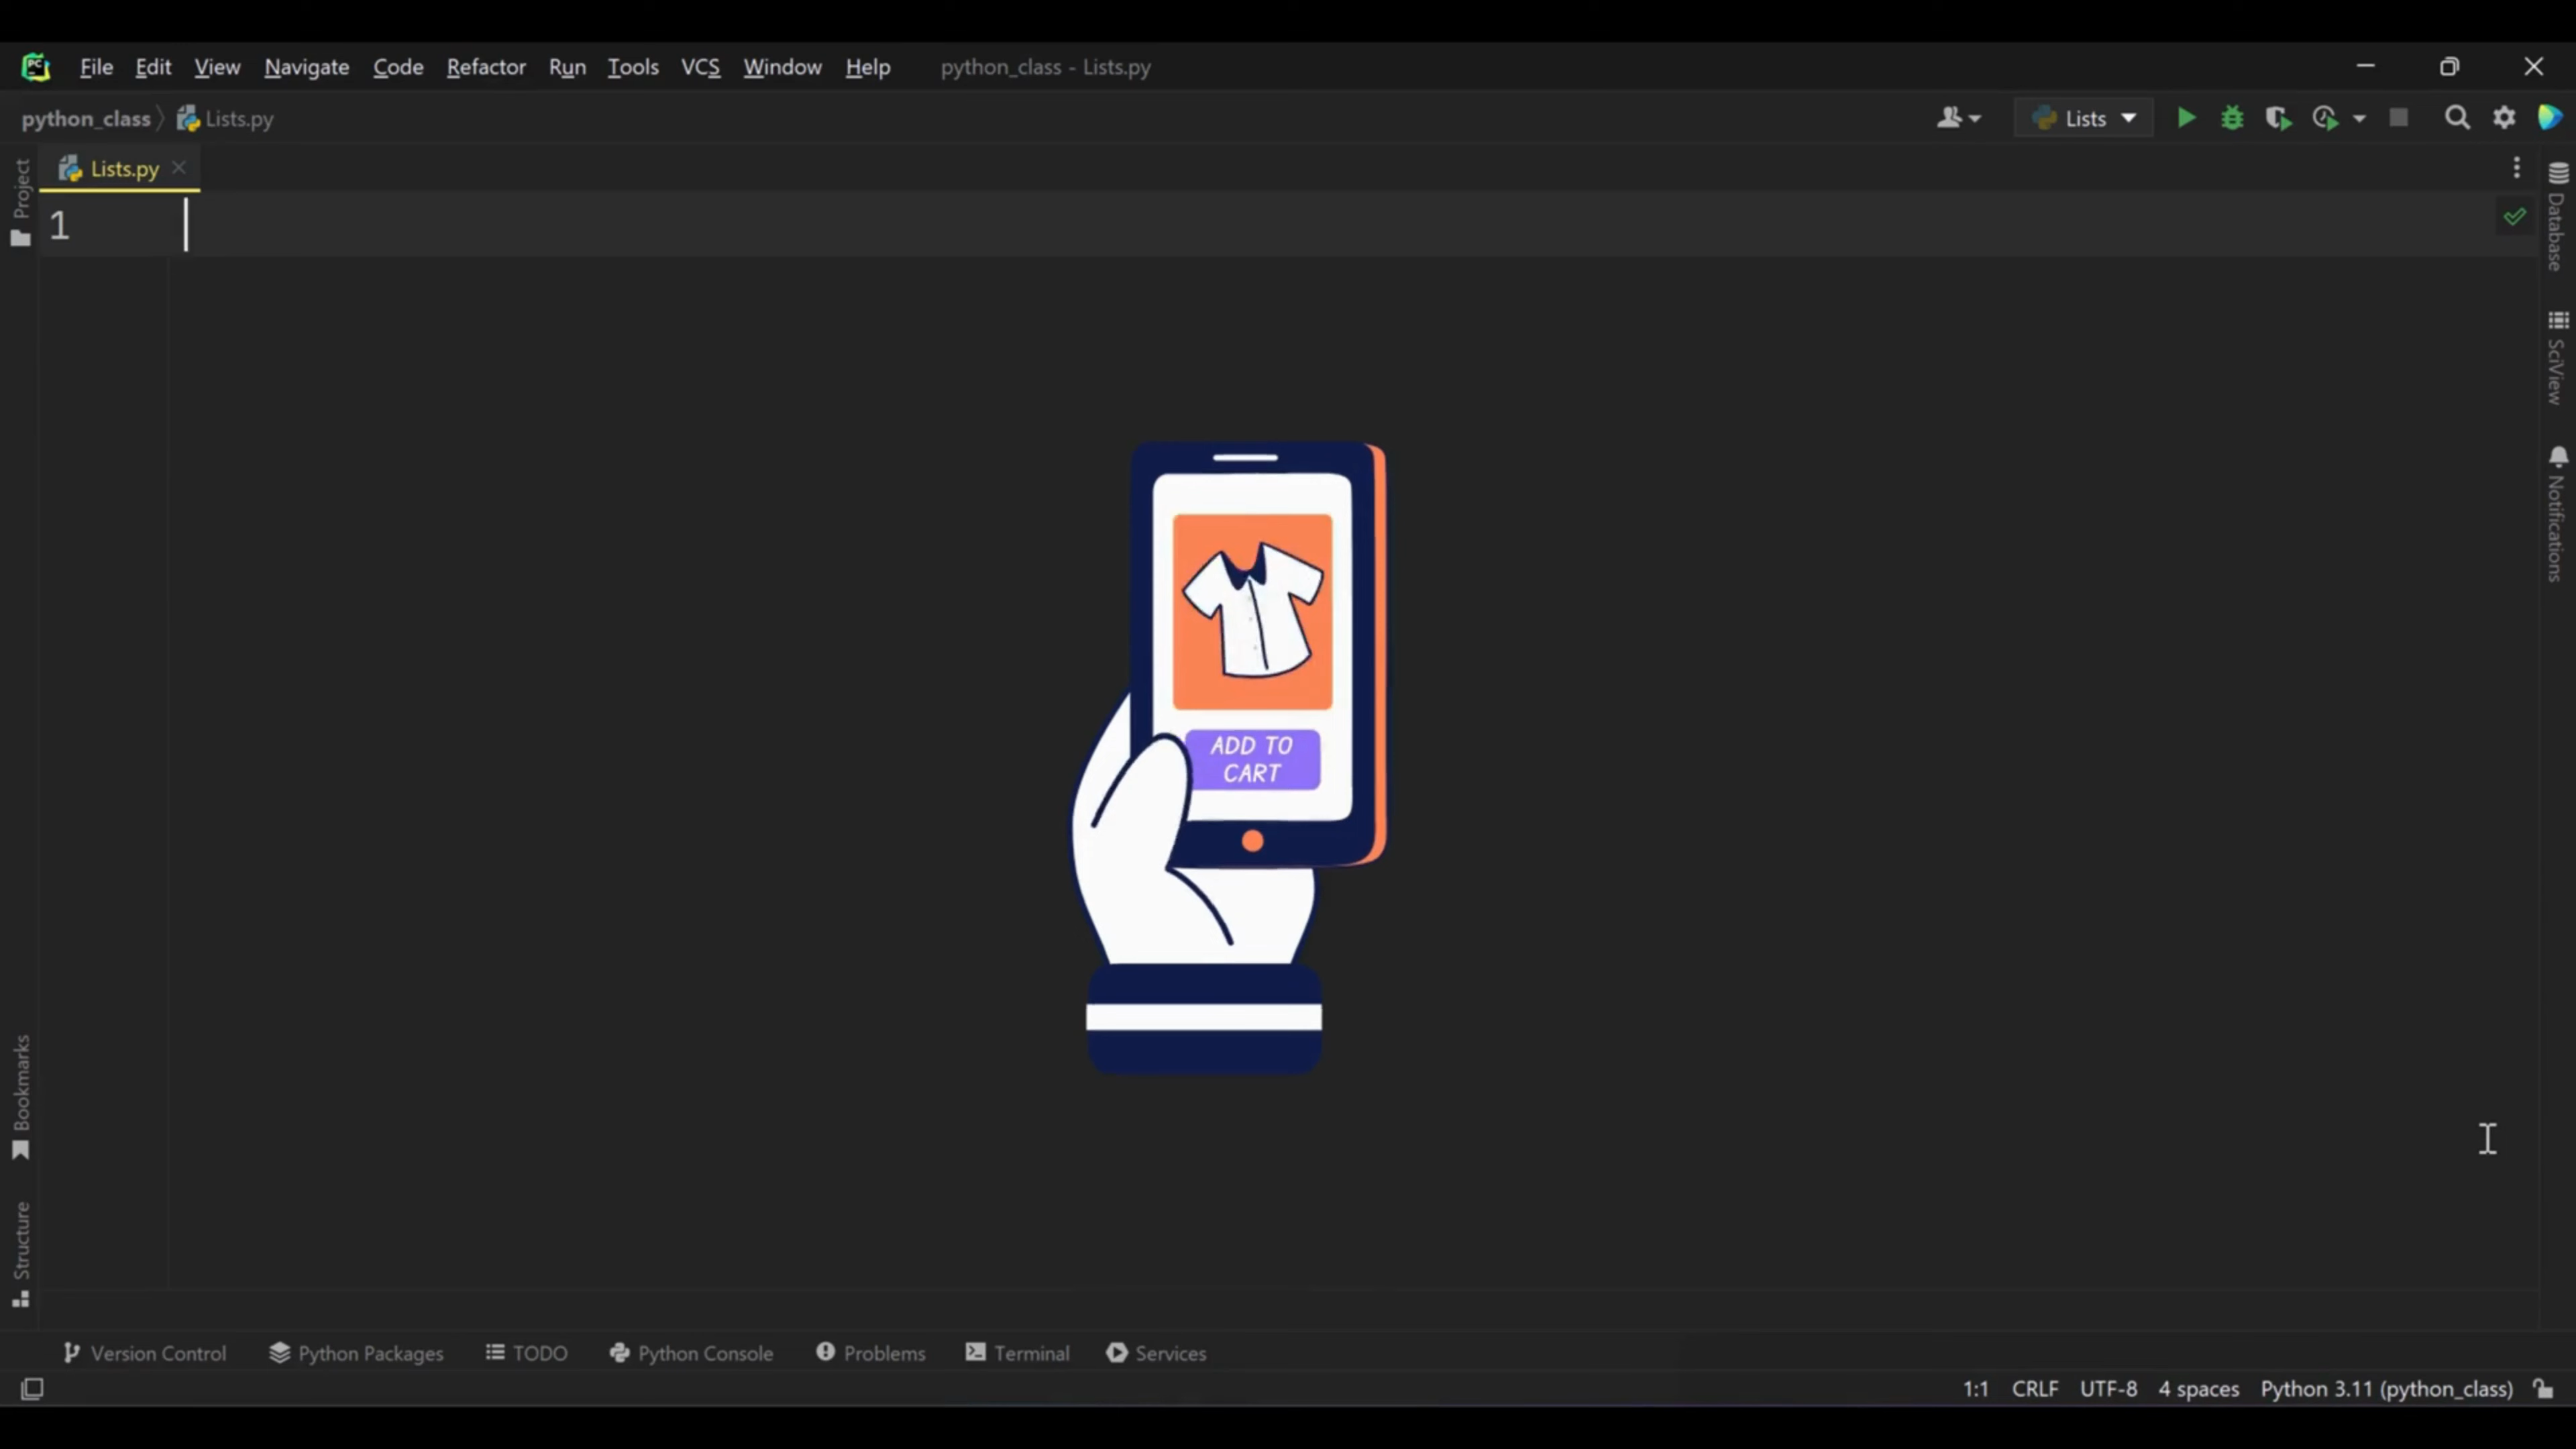 PC
File Edit View Navigate Code Refactor Run Tools VCS Window Help python_class - Lists.py
python_class Lists.py
Lists
Project
Lists.py
1
Database
SciView
Notifications
ADD TO
CART
Bookmarks
Structure
Version Control Python Packages TODO Python Console Problems Terminal Services
1:1 CRLF UTF-8 4 spaces Python 3.11 (python_class)